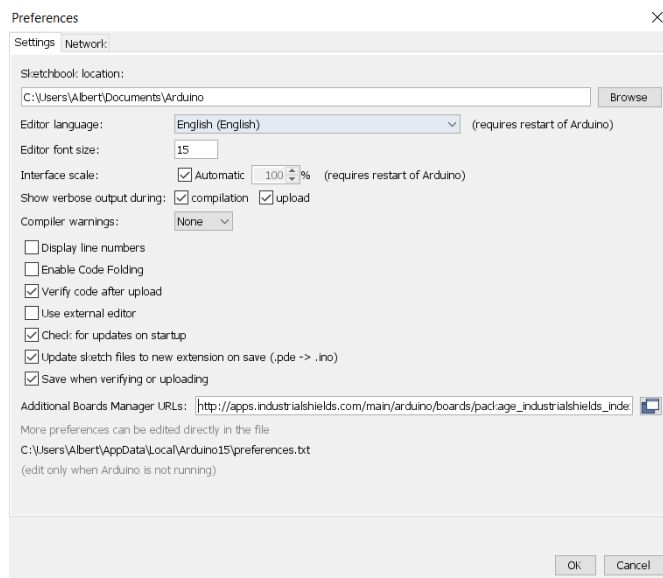 Preferences
Settings Network
Sketchbook location:
C:\Users\Albert\Documents\Arduino Browse
Editor language: English (English) (requires restart of Arduino)
Editor font size: 15
Interface scale: Automatic 100 % (requires restart of Arduino)
Show verbose output during: compilation upload
Compiler warnings: None
Display line numbers
Enable Code Folding
Verify code after upload
Use external editor
Check for updates on startup
Update sketch files to new extension on save (.pde -> .ino)
Save when verifying or uploading
Additional Boards Manager URLs: http://apps.industrialshields.com/main/arduino/boards/package_industrialshields_inde
More preferences can be edited directly in the file
C:\Users\Albert\AppData\Local\Arduino15\preferences.txt
(edit only when Arduino is not running)
OK Cancel